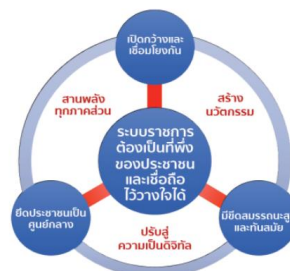 เปิดกว้างและ
เชื่อมโยงกัน
สานพลัง
ทุกภาคส่วน
สร้าง
นวัตกรรม
ระบบราชการ
ต้องเป็นที่พึ่ง
ของประชาชน
และเชื่อถือ
ไว้วางใจได้
ยึดประชาชนเป็น
ศูนย์กลาง
มีขีดสมรรถนะสู
และทันสมัย
ปรับสู่
ความเป็นดิจิทัล